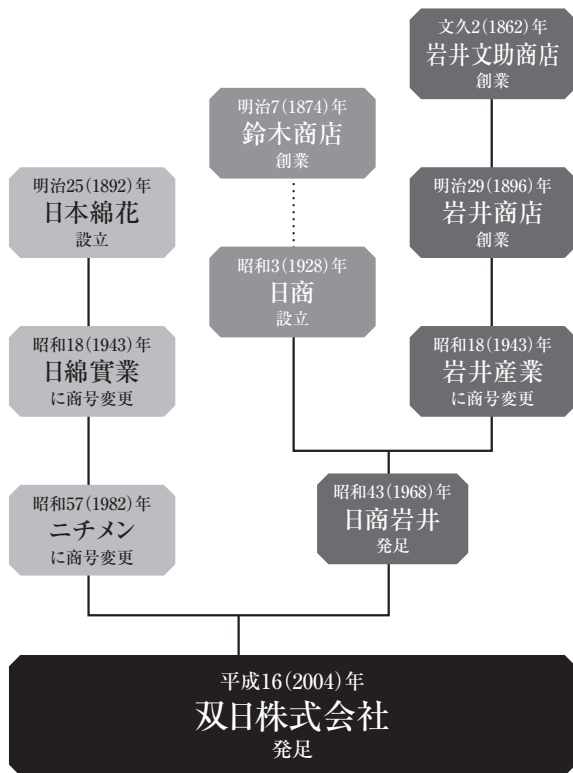 文久2(1862)年
岩井文助商店
創業
明治7(1874)年
鈴木商店
創業
明治25(1892)年
日本綿花
設立
明治29(1896)年
岩井商店
創業
昭和3(1928)年
日商
設立
昭和18(1943)年
日綿實業
に商号変更
昭和18(1943)年
岩井産業
に商号変更
昭和57(1982)年
ニチメン
に商号変更
昭和43(1968)年
日商岩井
発足
平成16(2004)年
双日株式会社
発足